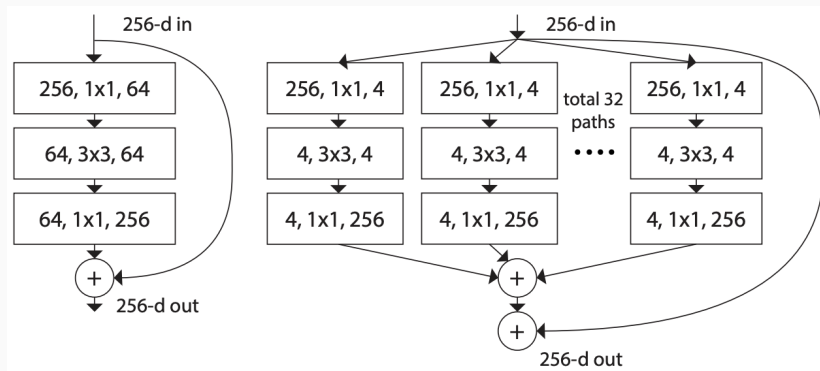 256-d in
256, 1x1, 64
64, 3x3, 64
64, 1x1, 256
+
256-d out
256-d in
256, 1x1, 4
256, 1x1, 4
total 32
paths
256, 1x1, 4
4, 3x3, 4
4, 3x3, 4
....
4, 3x3, 4
4, 1x1, 256
4, 1x1, 256
4, 1x1, 256
+
+
256-d out